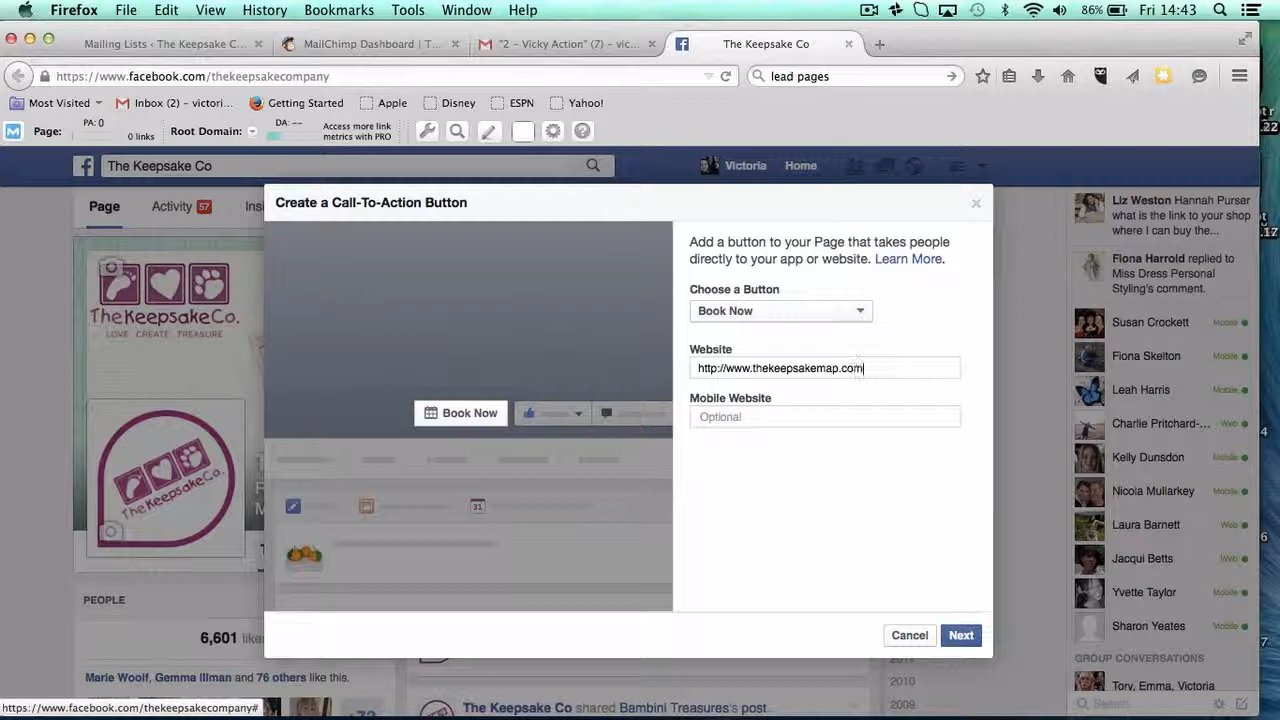 Firefox File Edit View History Bookmarks Tools Window Help 86% Fri 14:43
Mailing Lists ‹ The Keepsake C... MailChimp Dashboard | T... "2 – Vicky Action" (7) – vic... The Keepsake Co
https://www.facebook.com/thekeepsakecompany lead pages
Most Visited Inbox (2) – victori... Getting Started Apple Disney ESPN Yahoo!
Page: PA: 0 0 links Root Domain: DA: -- Access more link metrics with PRO
The Keepsake Co Victoria Home
Page Activity 57
Create a Call-To-Action Button
Add a button to your Page that takes people
directly to your app or website. Learn More.
Choose a Button
Book Now
Website
http://www.thekeepsakemap.com
Mobile Website
Optional
Book Now
31
Cancel Next
TheKeepsakeCo.
LOVE CREATE TREASURE
TheKeepsakeCo.
PEOPLE
6,601 likes
Marie Woolf, Gemma Illman and 76 others like this.
The Keepsake Co shared Bambini Treasures's post
2010
2009
Liz Weston Hannah Purser
what is the link to your shop
where I can buy the...
Fiona Harrold replied to
Miss Dress Personal
Styling's comment.
Susan Crockett Mobile
Fiona Skelton Mobile
Leah Harris Mobile
Charlie Pritchard-... Web
Kelly Dunsdon Mobile
Nicola Mullarkey Mobile
Laura Barnett Web
Jacqui Betts Web
Yvette Taylor Mobile
Sharon Yeates Mobile
GROUP CONVERSATIONS
Tory, Emma, Victoria
Search
https://www.facebook.com/thekeepsakecompany#